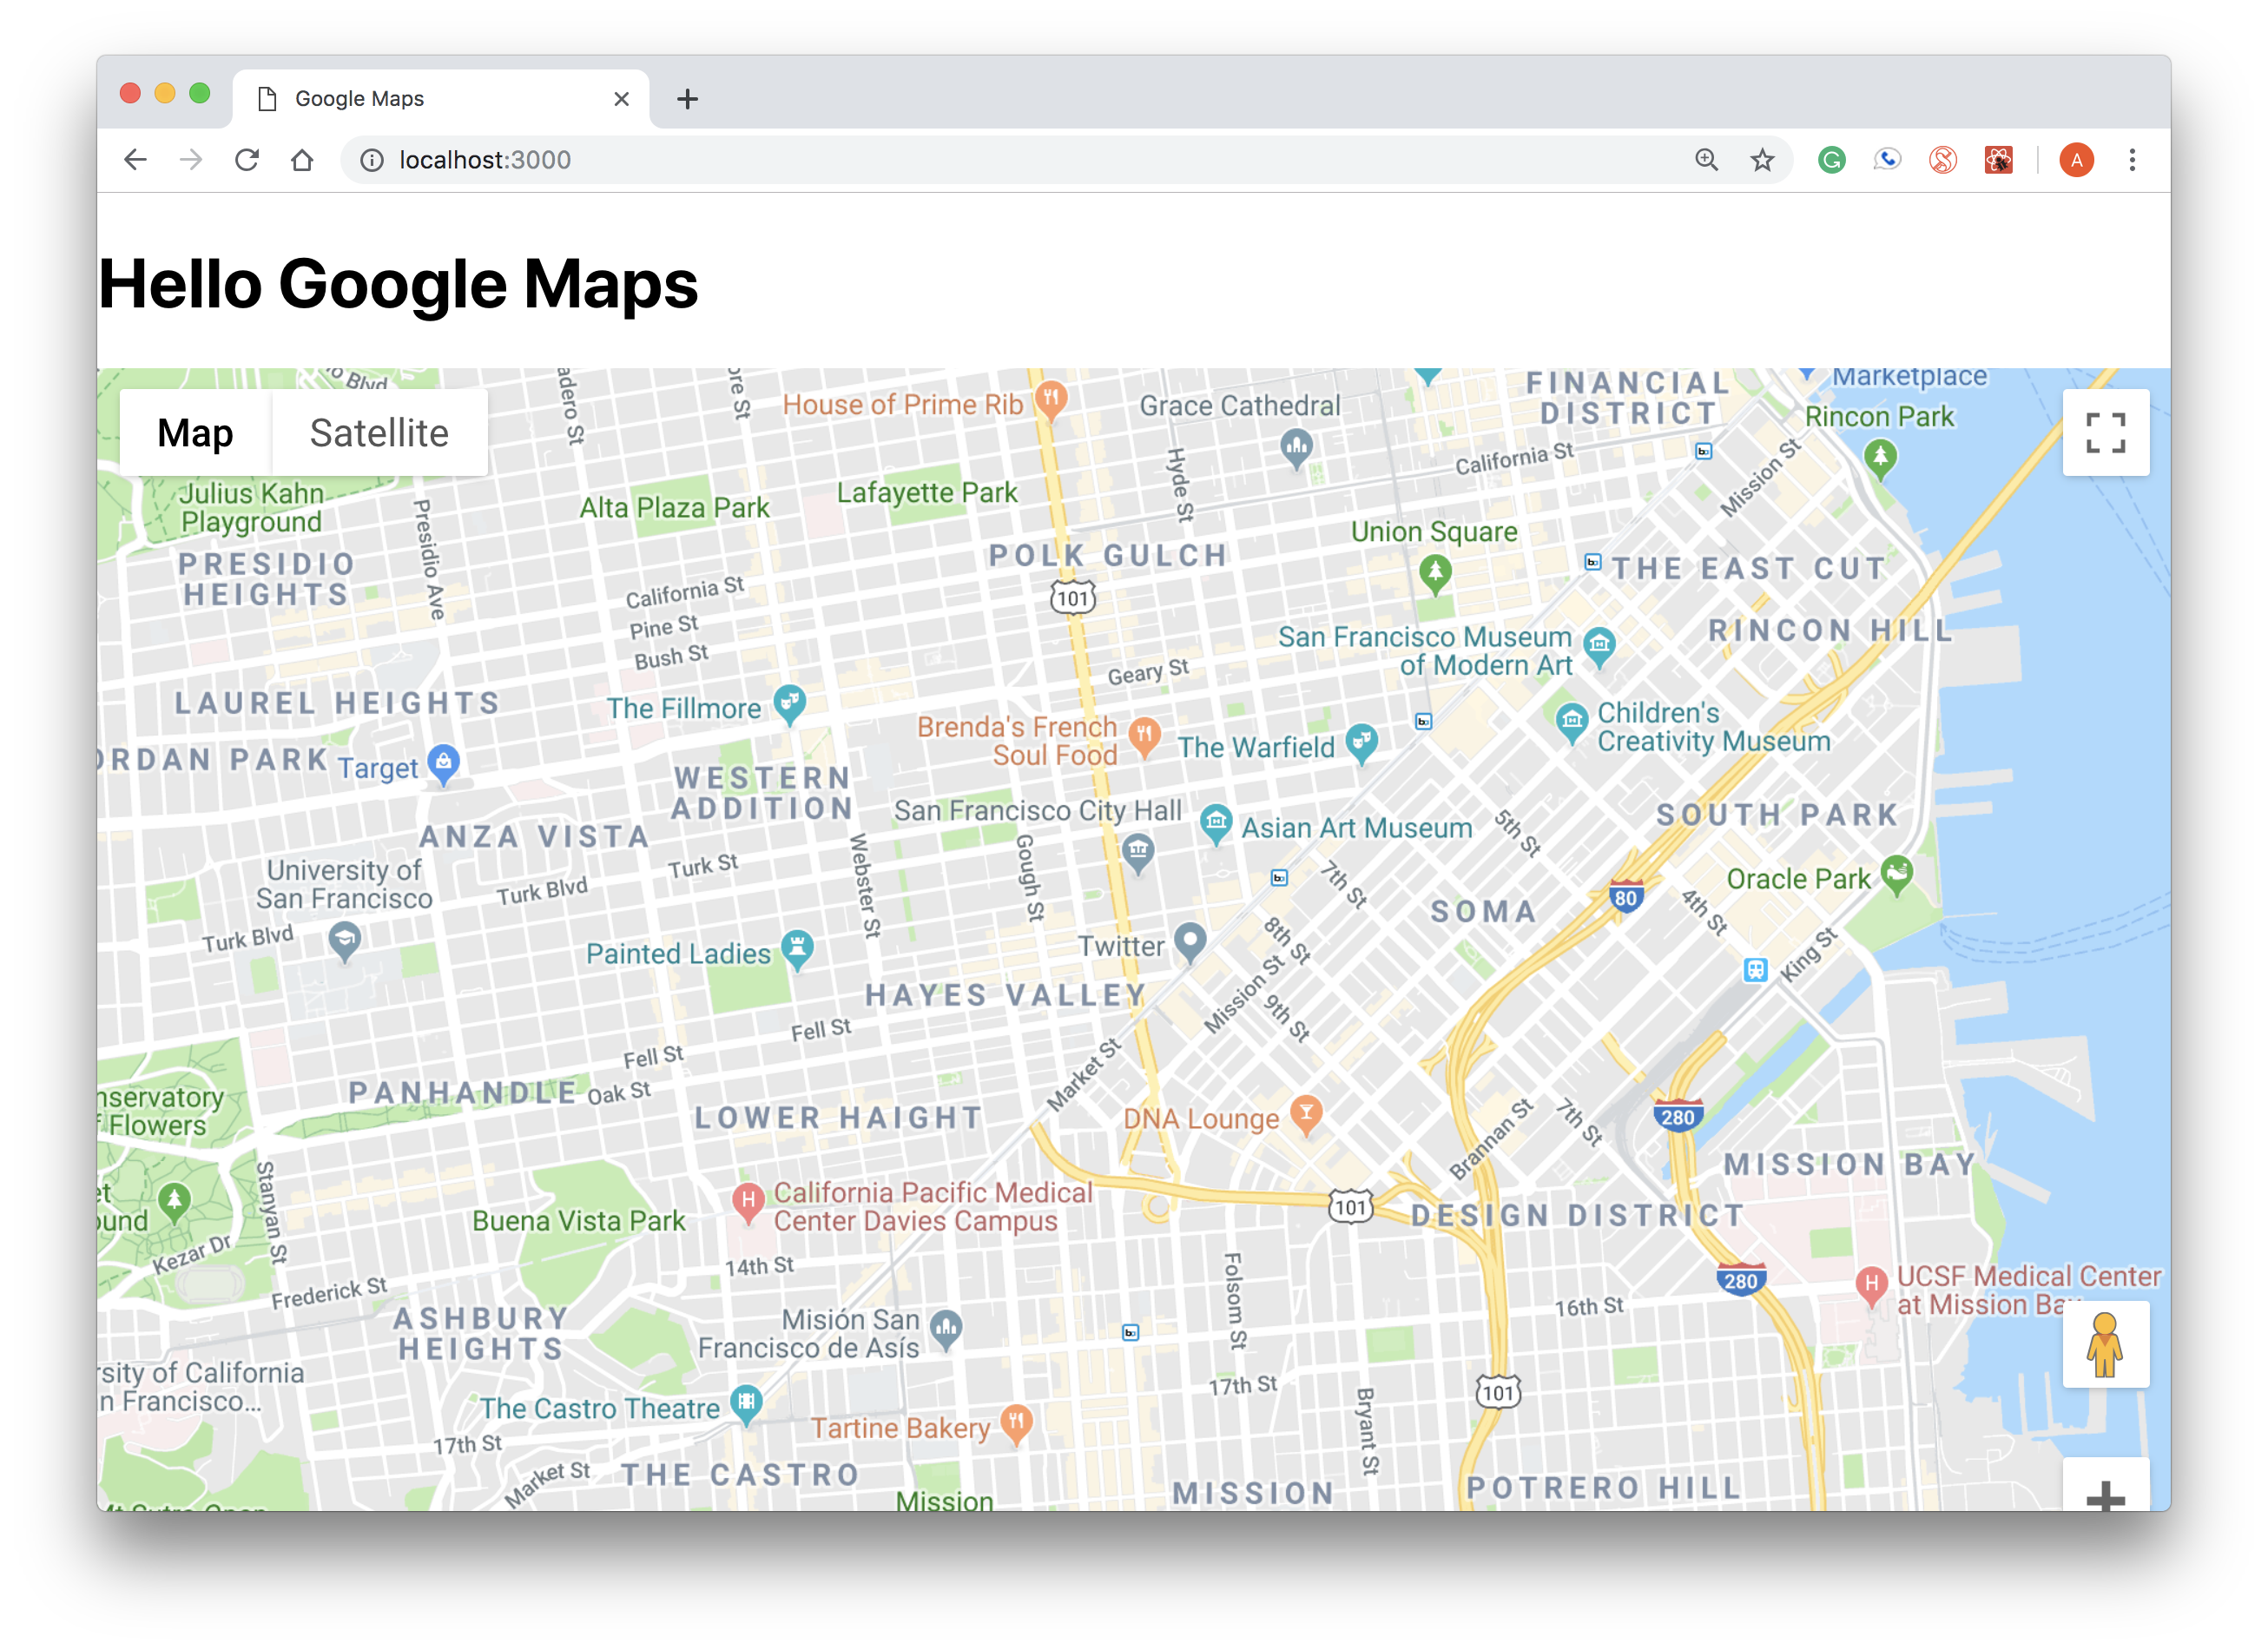 Google Maps
localhost:3000
A
Hello Google Maps
Map
Satellite
House of Prime Rib
Grace Cathedral
FINANCIAL
DISTRICT
Marketplace
Rincon Park
Julius Kahn
Playground
Presidio Ave
Alta Plaza Park
Lafayette Park
Hyde St
California St
Mission St
PRESIDIO
HEIGHTS
POLK GULCH
101
Union Square
THE EAST CUT
RINCON HILL
California St
Pine St
Bush St
Geary St
San Francisco Museum
of Modern Art
LAUREL HEIGHTS
The Fillmore
Brenda's French
Soul Food
The Warfield
Children's
Creativity Museum
PARK
Target
WESTERN
ADDITION
San Francisco City Hall
Asian Art Museum
5th St
SOUTH PARK
ANZA VISTA
Turk St
Webster St
Gough St
7th St
80
4th St
Oracle Park
University of
San Francisco
Turk Blvd
Turk Blvd
SOMA
Painted Ladies
Twitter
8th St
Mission St
9th St
King St
HAYES VALLEY
Fell St
Fell St
Market St
PANHANDLE
Oak St
LOWER HAIGHT
DNA Lounge
Brannan St
7th St
280
Flowers
Stanyan St
MISSION BAY
California Pacific Medical
Center Davies Campus
101
DESIGN DISTRICT
Buena Vista Park
Kezar Dr
14th St
Folsom St
280
UCSF Medical Center
at Mission
Frederick St
16th St
ASHBURY
HEIGHTS
Misión San
Francisco de Asís
of California
Francisco...
The Castro Theatre
Tartine Bakery
17th St
Bryant St
101
17th St
Market St
THE CASTRO
Mission
MISSION
POTRERO HILL